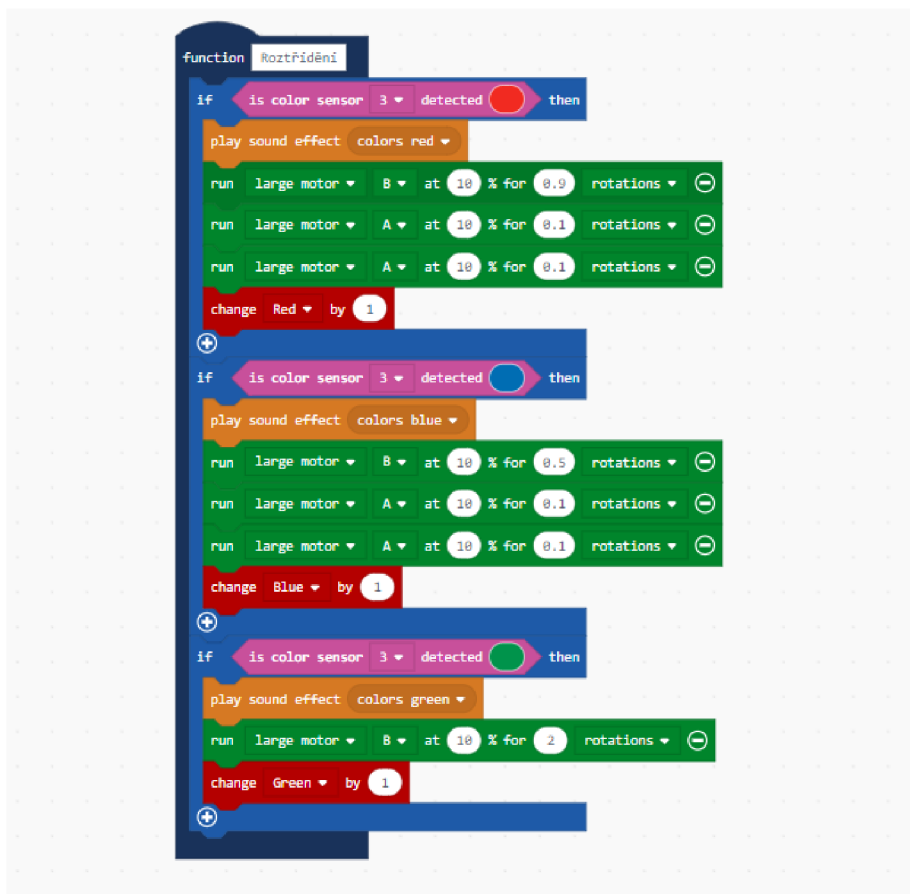 function Roztřídění
if is color sensor 3 detected then
play sound effect colors red
run large motor B at 10 % for 0.9 rotations
run large motor A at 10 % for 0.1 rotations
run large motor A at 10 % for 0.1 rotations
change Red by 1
if is color sensor 3 detected then
play sound effect colors blue
run large motor B at 10 % for 0.5 rotations
run large motor A at 10 % for 0.1 rotations
run large motor A at 10 % for 0.1 rotations
change Blue by 1
if is color sensor 3 detected then
play sound effect colors green
run large motor B at 10 % for 2 rotations
change Green by 1